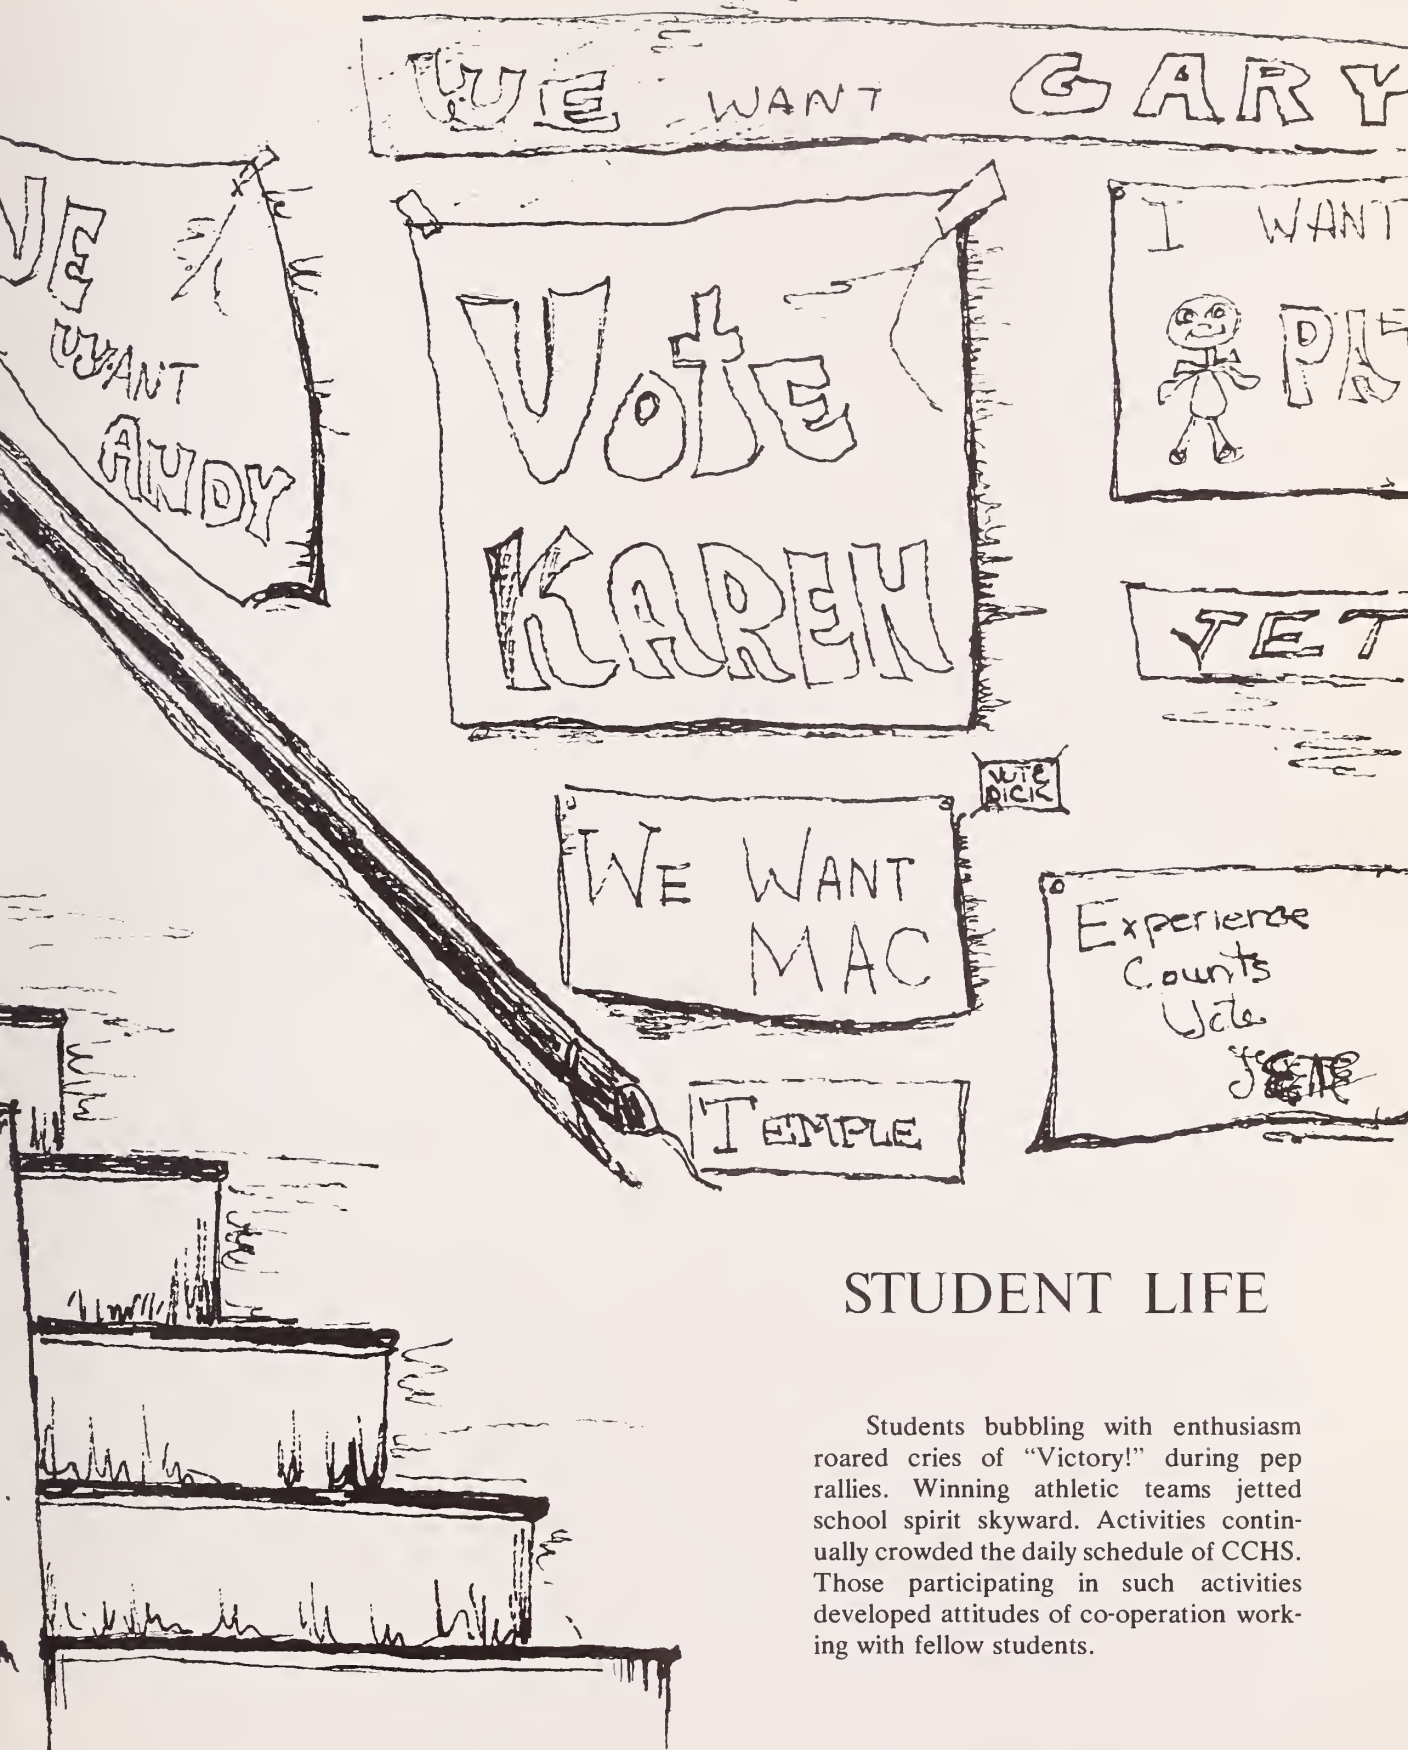 WE WANT GARY
WE
WANT
ANDY
VOTE
KAREN
I WANT
PAT
JET
VOTE
DICK
WE WANT
MAC
Experience
Counts
Vote
TEMPLE
STUDENT LIFE
Students bubbling with enthusiasm
roared cries of “Victory!” during pep
rallies. Winning athletic teams jetted
school spirit skyward. Activities contin-
ually crowded the daily schedule of CCHS.
Those participating in such activities
developed attitudes of co-operation work-
ing with fellow students.